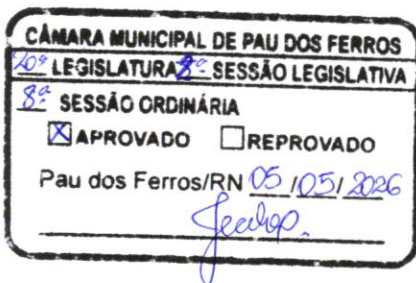 CÂMARA MUNICIPAL DE PAU DOS FERROS
20ª LEGISLATURA 8ª SESSÃO LEGISLATIVA
8ª SESSÃO ORDINÁRIA
☒ APROVADO ☐ REPROVADO
Pau dos Ferros/RN 05/05/2026